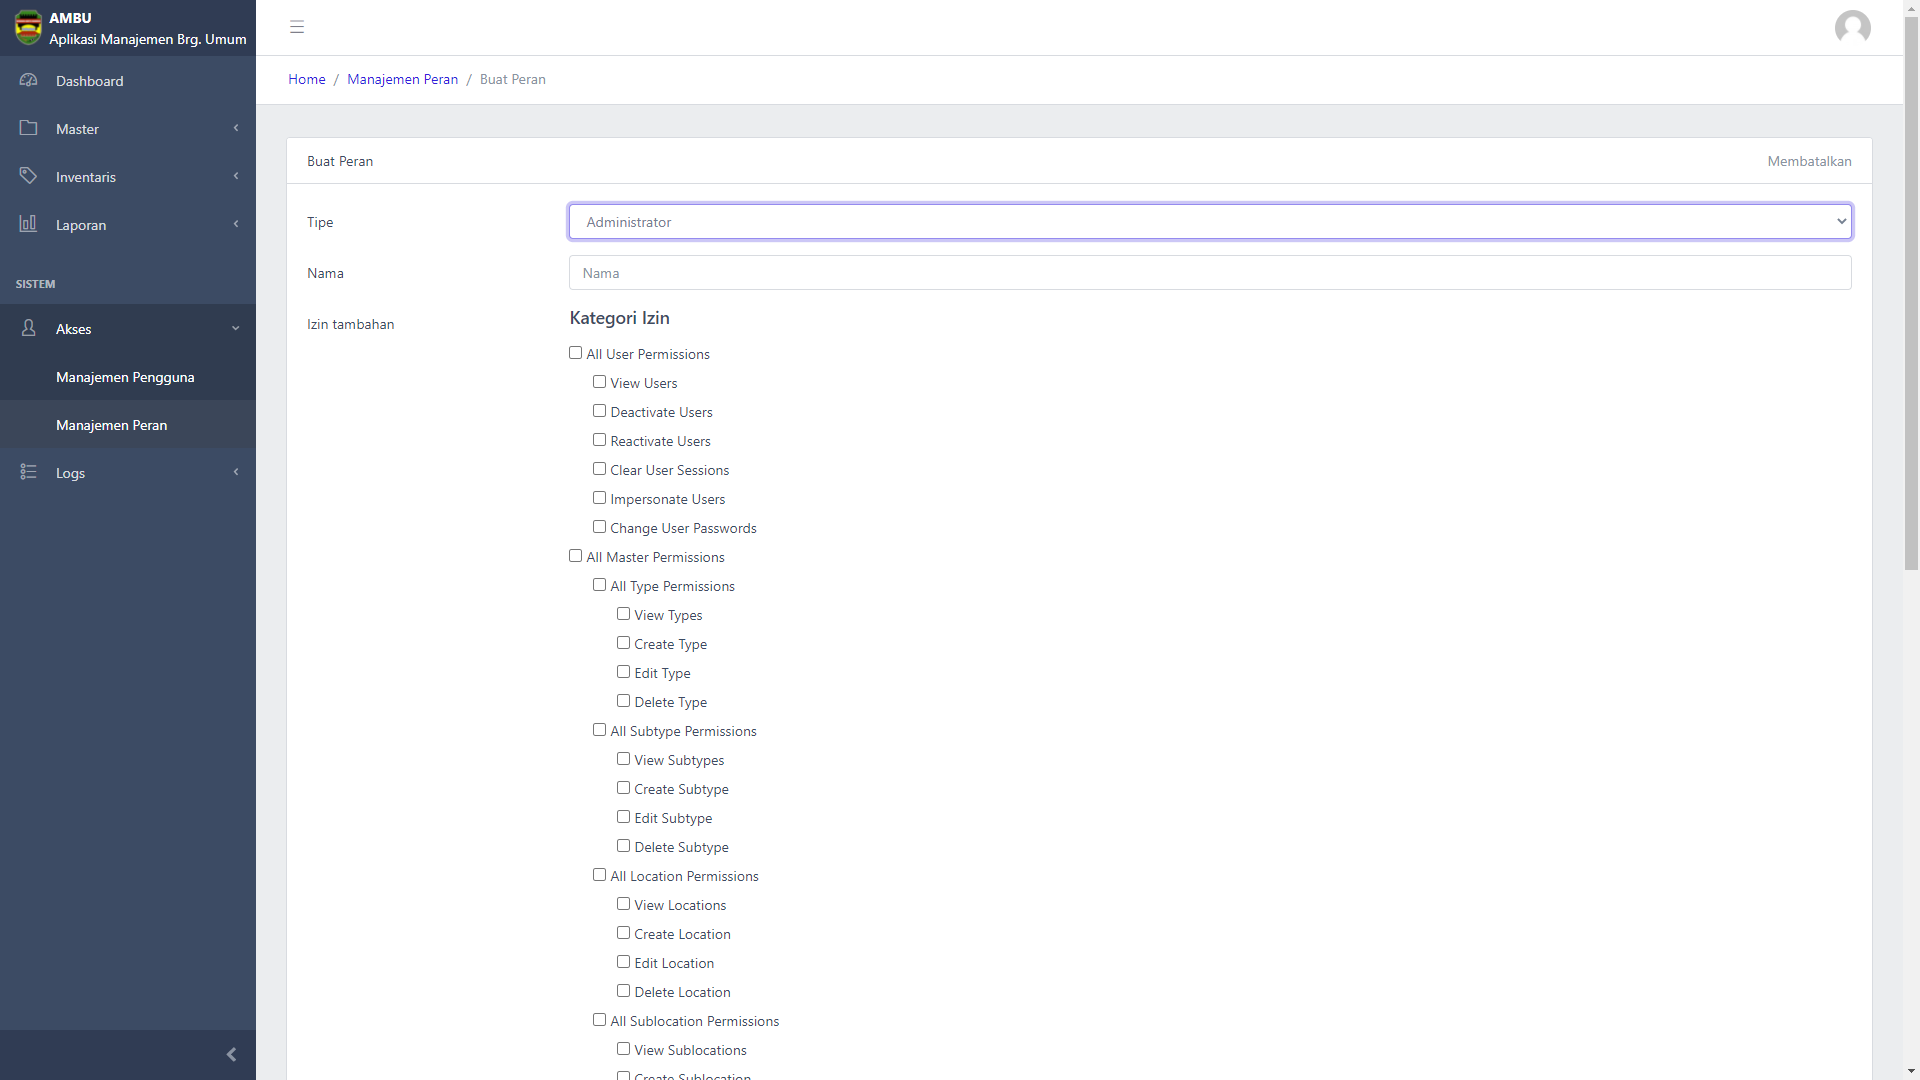 AMBU
Aplikasi Manajemen Brg. Umum
Dashboard
Master
Inventaris
Laporan
SISTEM
Akses
Manajemen Pengguna
Manajemen Peran
Logs
Home / Manajemen Peran / Buat Peran
Buat Peran
Membatalkan
Tipe
Administrator
Nama
Nama
Izin tambahan
Kategori Izin
All User Permissions
View Users
Deactivate Users
Reactivate Users
Clear User Sessions
Impersonate Users
Change User Passwords
All Master Permissions
All Type Permissions
View Types
Create Type
Edit Type
Delete Type
All Subtype Permissions
View Subtypes
Create Subtype
Edit Subtype
Delete Subtype
All Location Permissions
View Locations
Create Location
Edit Location
Delete Location
All Sublocation Permissions
View Sublocations
Create Sublocation